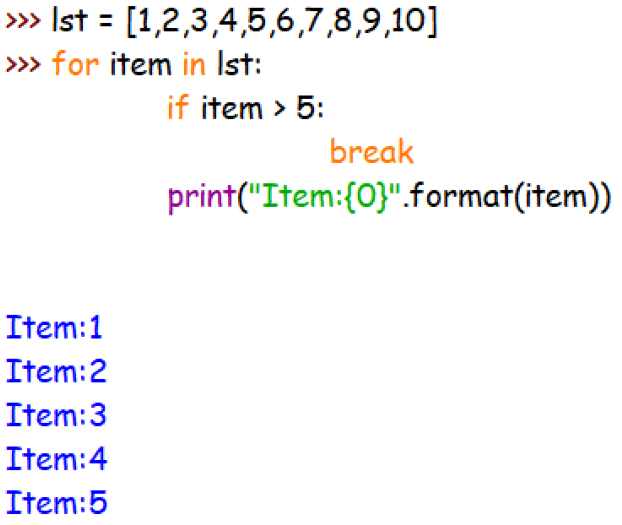 >>> lst = [1,2,3,4,5,6,7,8,9,10]
>>> for item in lst:
if item > 5:
break
print("Item:{0}".format(item))
Item:1
Item:2
Item:3
Item:4
Item:5